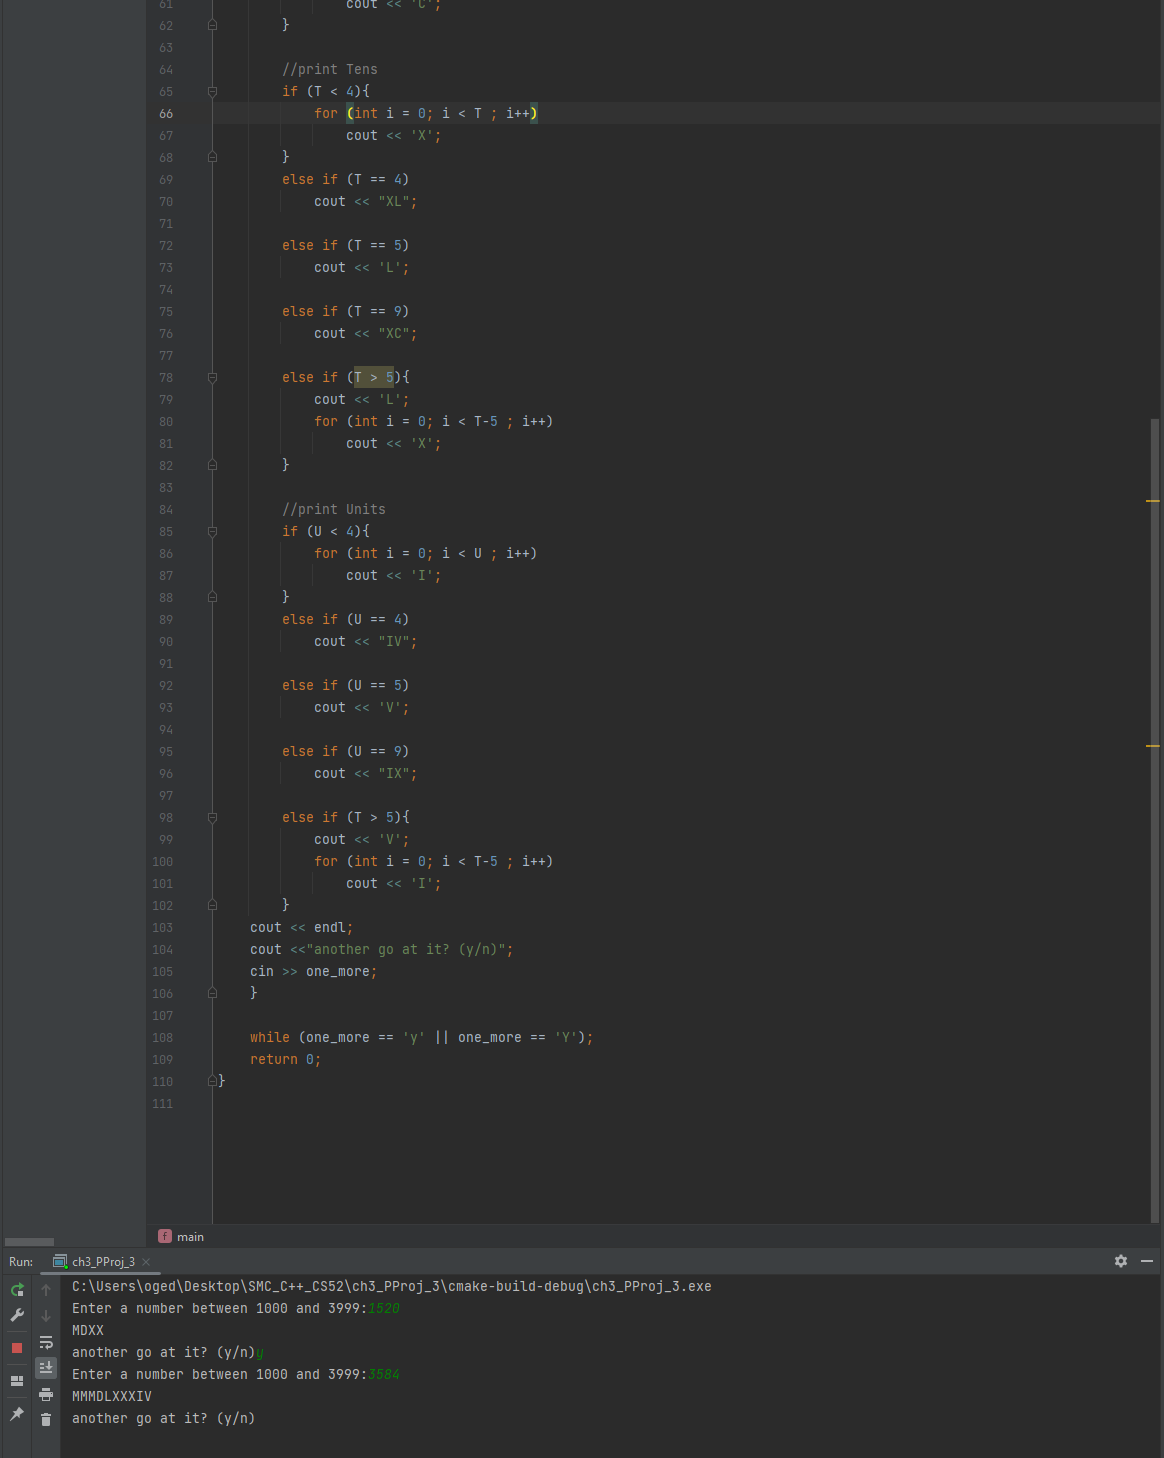 61 cout << 'C';
62 }
63
64 //print Tens
65 if (T < 4){
66 for (int i = 0; i < T ; i++)
67 cout << 'X';
68 }
69 else if (T == 4)
70 cout << "XL";
71
72 else if (T == 5)
73 cout << 'L';
74
75 else if (T == 9)
76 cout << "XC";
77
78 else if (T > 5){
79 cout << 'L';
80 for (int i = 0; i < T-5 ; i++)
81 cout << 'X';
82 }
83
84 //print Units
85 if (U < 4){
86 for (int i = 0; i < U ; i++)
87 cout << 'I';
88 }
89 else if (U == 4)
90 cout << "IV";
91
92 else if (U == 5)
93 cout << 'V';
94
95 else if (U == 9)
96 cout << "IX";
97
98 else if (T > 5){
99 cout << 'V';
100 for (int i = 0; i < T-5 ; i++)
101 cout << 'I';
102 }
103 cout << endl;
104 cout <<"another go at it? (y/n)";
105 cin >> one_more;
106 }
107
108 while (one_more == 'y' || one_more == 'Y');
109 return 0;
110 }
111
f main
Run: ch3_PProj_3
C:\Users\oged\Desktop\SMC_C++_CS52\ch3_PProj_3\cmake-build-debug\ch3_PProj_3.exe
Enter a number between 1000 and 3999:1520
MDXX
another go at it? (y/n)y
Enter a number between 1000 and 3999:3584
MMMDLXXXIV
another go at it? (y/n)